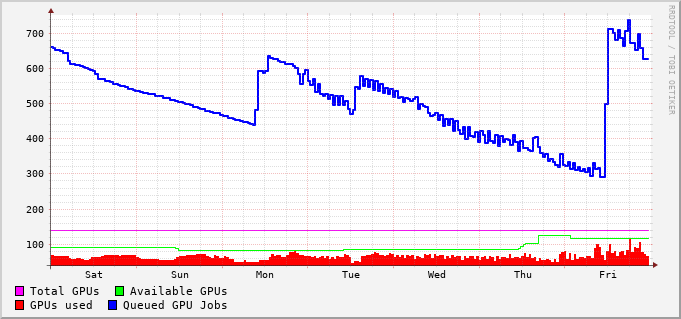 700
600
500
400
300
200
100
Sat Sun Mon Tue Wed Thu Fri
Total GPUs Available GPUs
GPUs used Queued GPU Jobs
RRDTOOL / TOBI OETIKER